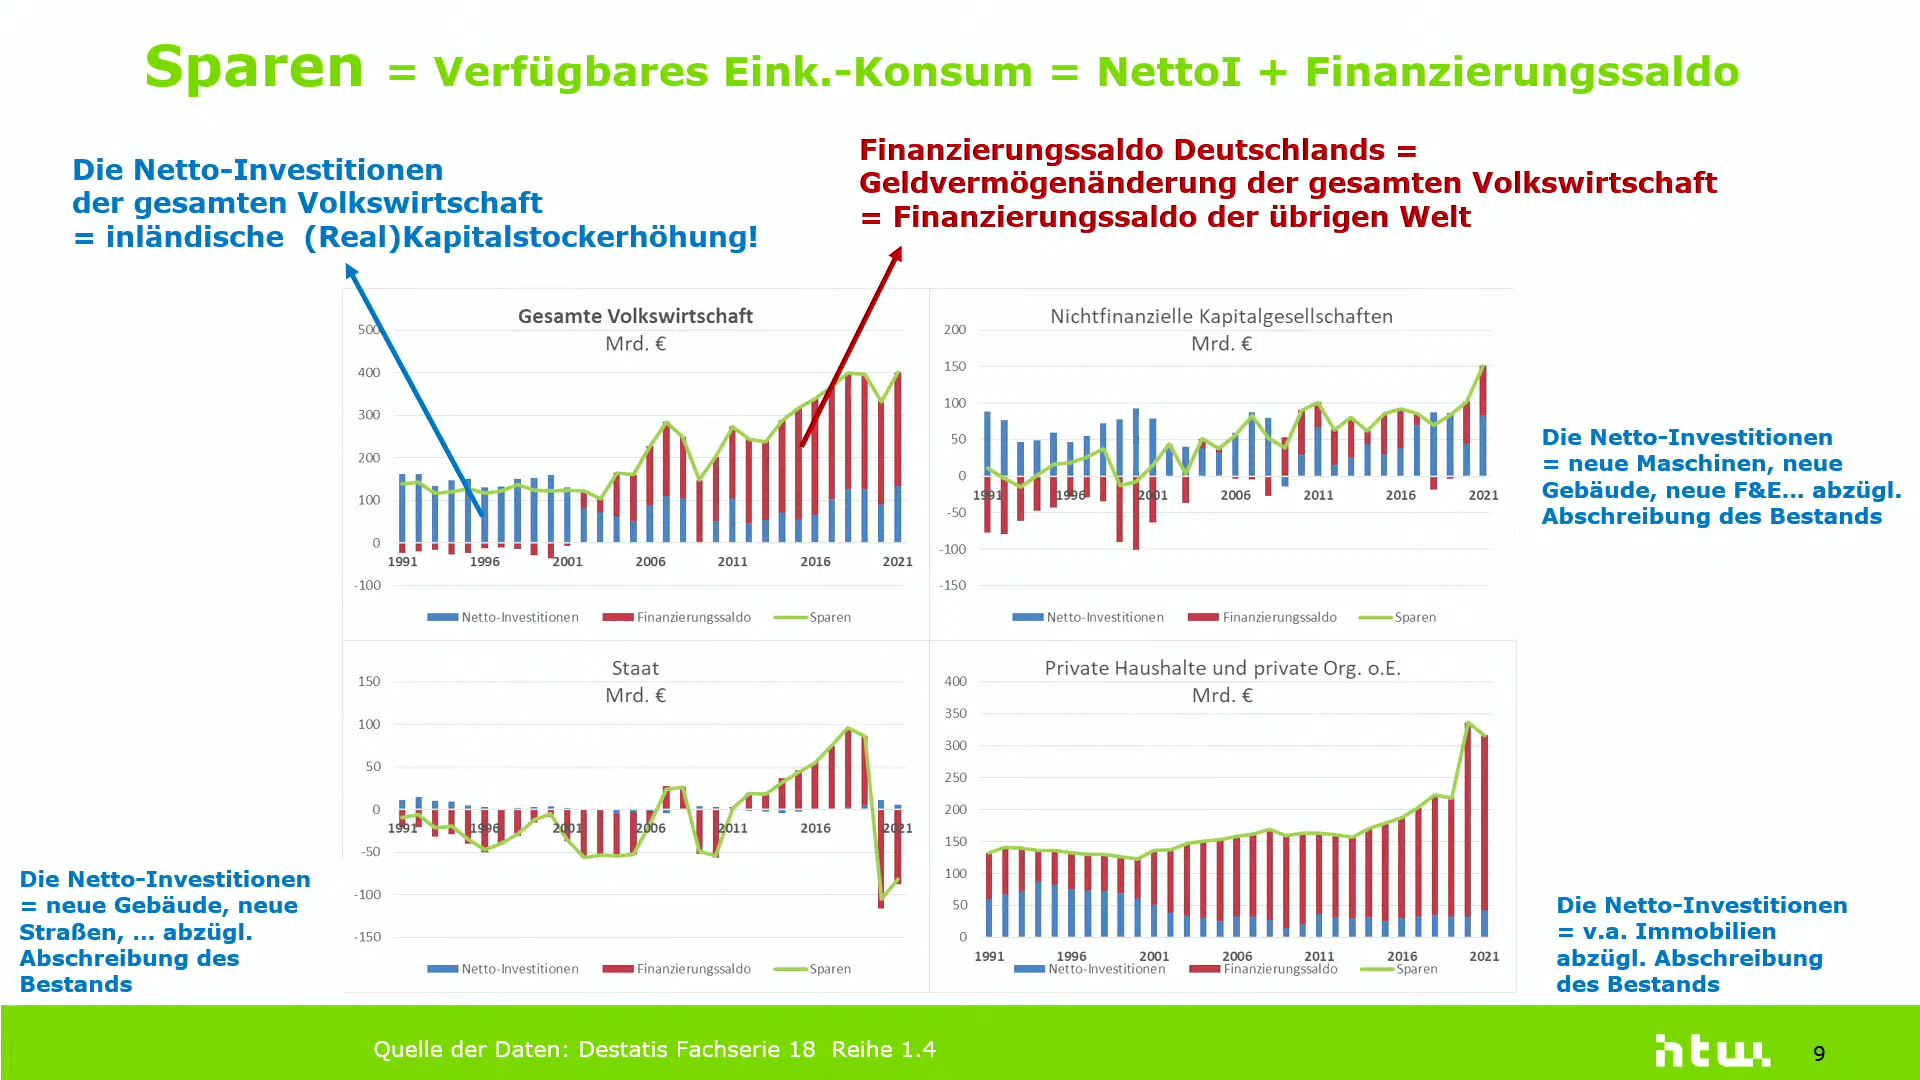 Sparen = Verfügbares Eink.-Konsum = NettoI + Finanzierungssaldo
Die Netto-Investitionen
der gesamten Volkswirtschaft
= inländische (Real)Kapitalstockerhöhung!
Finanzierungssaldo Deutschlands =
Geldvermögenänderung der gesamten Volkswirtschaft
= Finanzierungssaldo der übrigen Welt
Gesamte Volkswirtschaft
Mrd. €
500
400
300
200
100
0
-100
1991 1996 2001 2006 2011 2016 2021
Netto-Investitionen Finanzierungssaldo Sparen
Nichtfinanzielle Kapitalgesellschaften
Mrd. €
200
150
100
50
0
-50
-100
-150
1991 1996 2001 2006 2011 2016 2021
Netto-Investitionen Finanzierungssaldo Sparen
Die Netto-Investitionen
= neue Maschinen, neue
Gebäude, neue F&E... abzügl.
Abschreibung des Bestands
Staat
Mrd. €
150
100
50
0
-50
-100
-150
1991 1996 2001 2006 2011 2016 2021
Netto-Investitionen Finanzierungssaldo Sparen
Private Haushalte und private Org. o.E.
Mrd. €
400
350
300
250
200
150
100
50
0
1991 1996 2001 2006 2011 2016 2021
Netto-Investitionen Finanzierungssaldo Sparen
Die Netto-Investitionen
= neue Gebäude, neue
Straßen, ... abzügl.
Abschreibung des
Bestands
Die Netto-Investitionen
= v.a. Immobilien
abzügl. Abschreibung
des Bestands
Quelle der Daten: Destatis Fachserie 18 Reihe 1.4
htw.
9